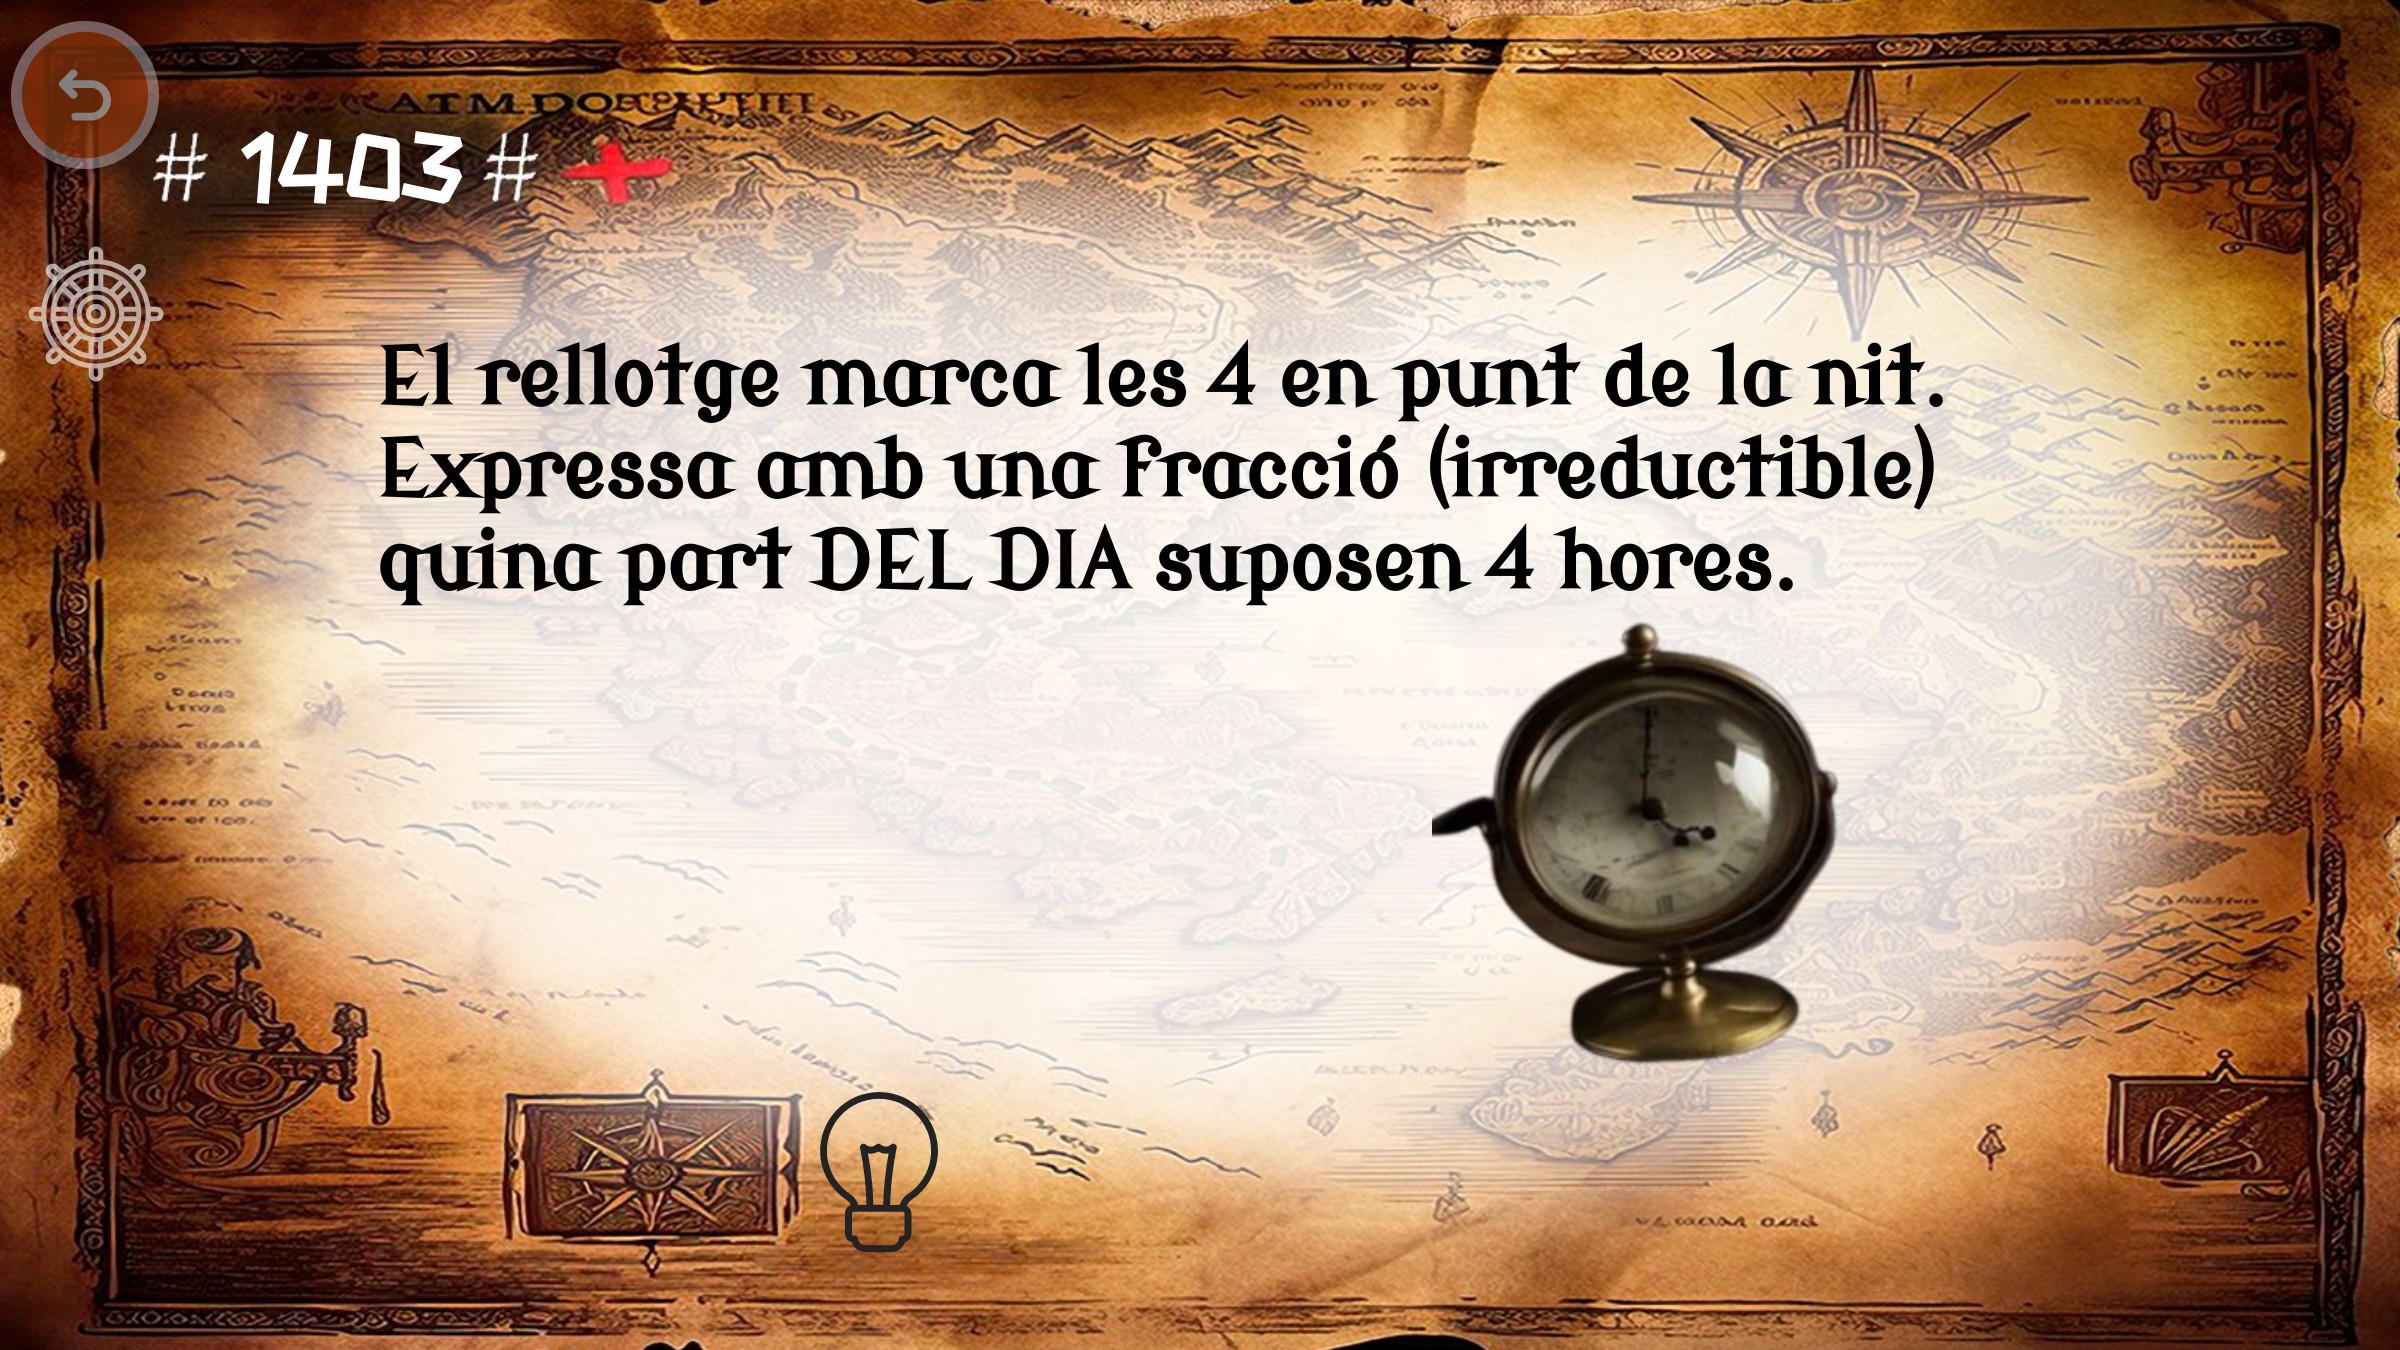 # 1403 #
El rellotge marca les 4 en punt de la nit.
Expressa amb una fracció (irreductible)
quina part DEL DIA suposen 4 hores.